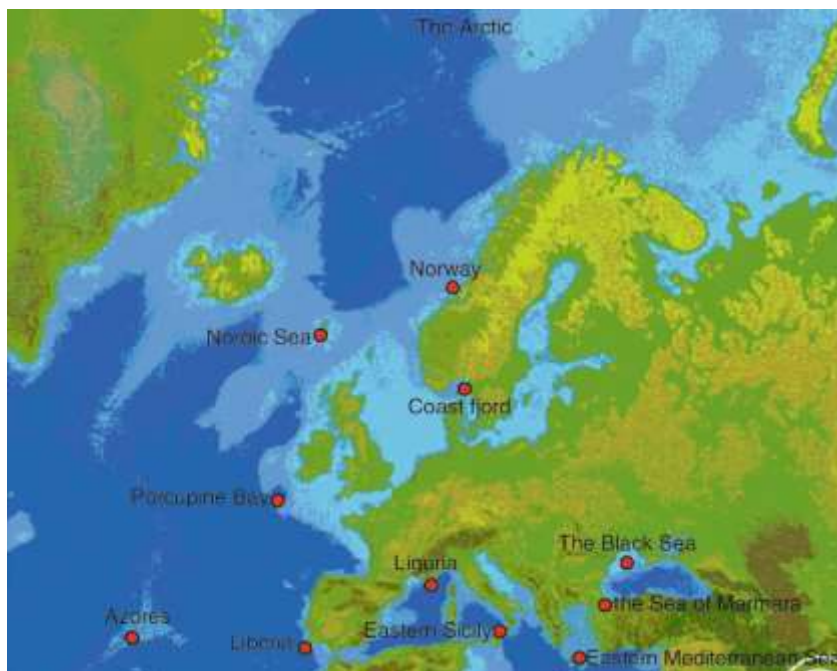 The Arctic
Norway
Nordic Sea
Coast fjord
Porcupine Bay
The Black Sea
Liguria
the Sea of Marmara
Azores
Eastern Sicily
Eastern Mediterranean Sea